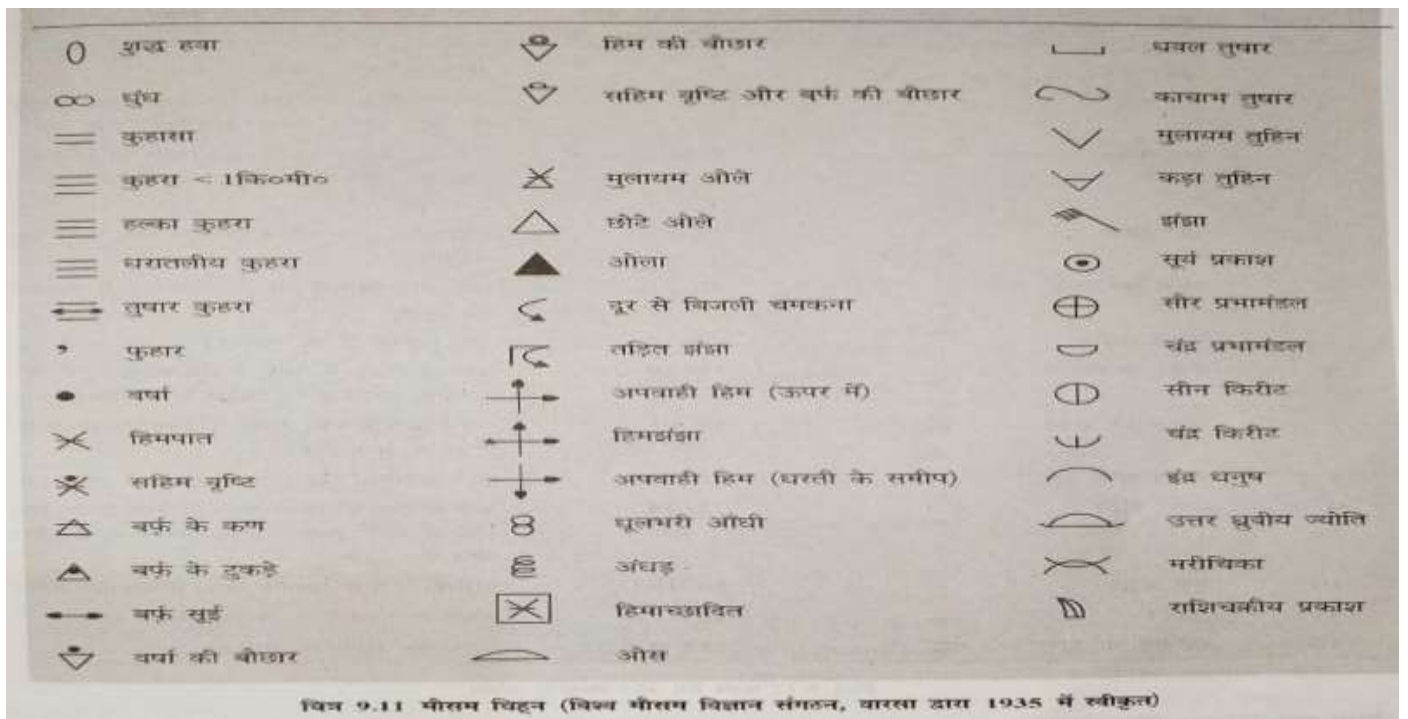 शुद्ध हवा
धुंध
कुहासा
कुहरा < 1कि०मी०
हल्का कुहरा
धरातलीय कुहरा
तुषार कुहरा
फुहार
वर्षा
हिमपात
सहिम वृष्टि
बर्फ़ के कण
बर्फ़ के टुकड़े
बर्फ़ सूई
वर्षा की बौछार
हिम की बौछार
सहिम वृष्टि और बर्फ की बौछार
मुलायम ओले
छोटे ओले
ओला
दूर से बिजली चमकना
तड़ित झंझा
अपवाही हिम (ऊपर में)
हिमझंझा
अपवाही हिम (धरती के समीप)
धूलभरी आँधी
अंधड़
हिमाच्छादित
ओस
धवल तुषार
काचाभ तुषार
मुलायम तुहिन
कड़ा तुहिन
झंझा
सूर्य प्रकाश
सौर प्रभामंडल
चंद्र प्रभामंडल
सीन किरीट
चंद्र किरीट
इंद्र धनुष
उत्तर ध्रुवीय ज्योति
मरीचिका
राशिचक्रीय प्रकाश
चित्र 9.11 मौसम चिह्न (विश्व मौसम विज्ञान संगठन, वारसा द्वारा 1935 में स्वीकृत)